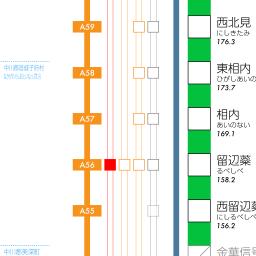 A59
西北見
にしきたみ
176.3
A58
東相内
ひがしあいのない
173.7
A57
相内
あいのない
169.1
A56
留辺蘂
るべしべ
158.2
A55
西留辺蘂
にしるべしべ
156.2